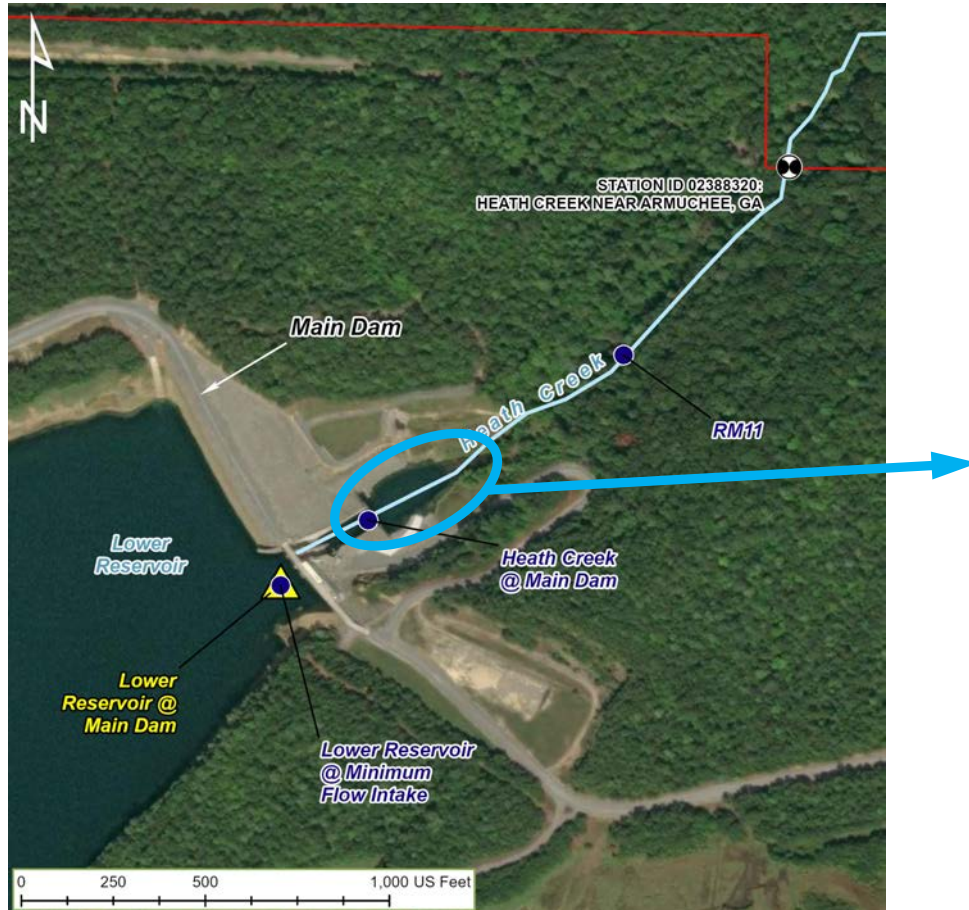 N
STATION ID 02388320:
HEATH CREEK NEAR ARMUCHEE, GA
Main Dam
Heath Creek
RM11
Lower
Reservoir
Heath Creek
@ Main Dam
Lower
Reservoir @
Main Dam
Lower Reservoir
@ Minimum
Flow Intake
0 250 500 1,000 US Feet